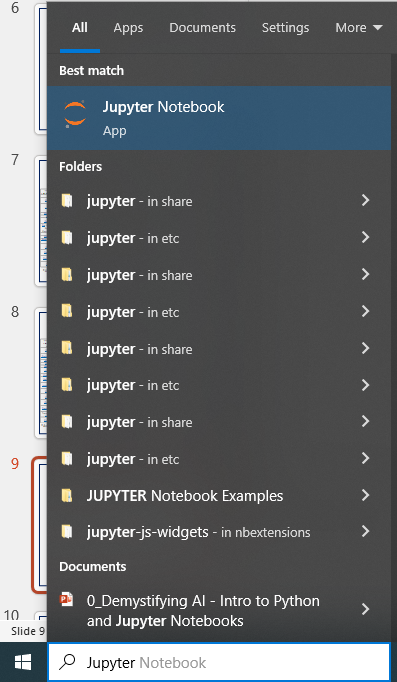 6
All Apps Documents Settings More
Best match
Jupyter Notebook
App
Folders
7
jupyter - in share
jupyter - in etc
jupyter - in share
8
jupyter - in etc
jupyter - in share
jupyter - in etc
jupyter - in share
9
jupyter - in etc
JUPYTER Notebook Examples
jupyter-js-widgets - in nbextensions
Documents
0_Demystifying AI - Intro to Python
and Jupyter Notebooks
10
Slide 9
Jupyter Notebook